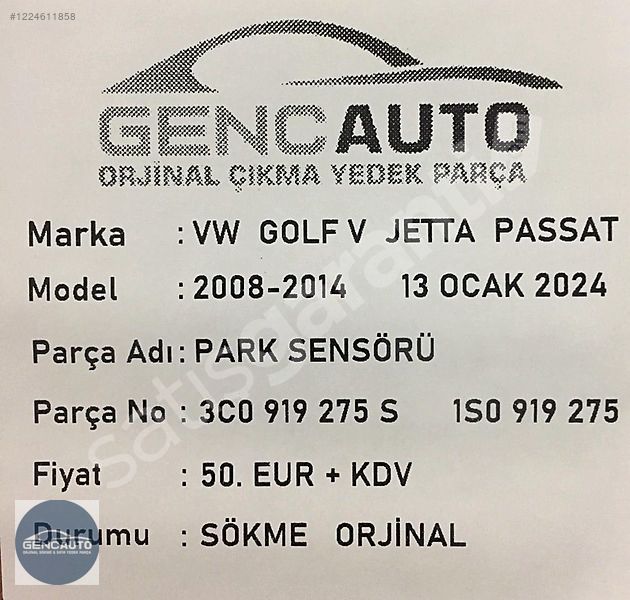 #1224611858
GENCAUTO
ORJİNAL ÇIKMA YEDEK PARÇA
Marka : VW GOLF V JETTA PASSAT
Model : 2008-2014 13 OCAK 2024
Parça Adı : PARK SENSÖRÜ
Parça No : 3C0 919 275 S 1S0 919 275
Fiyat : 50. EUR + KDV
Durumu : SÖKME ORJİNAL
GENCAUTO
satisgarantiv